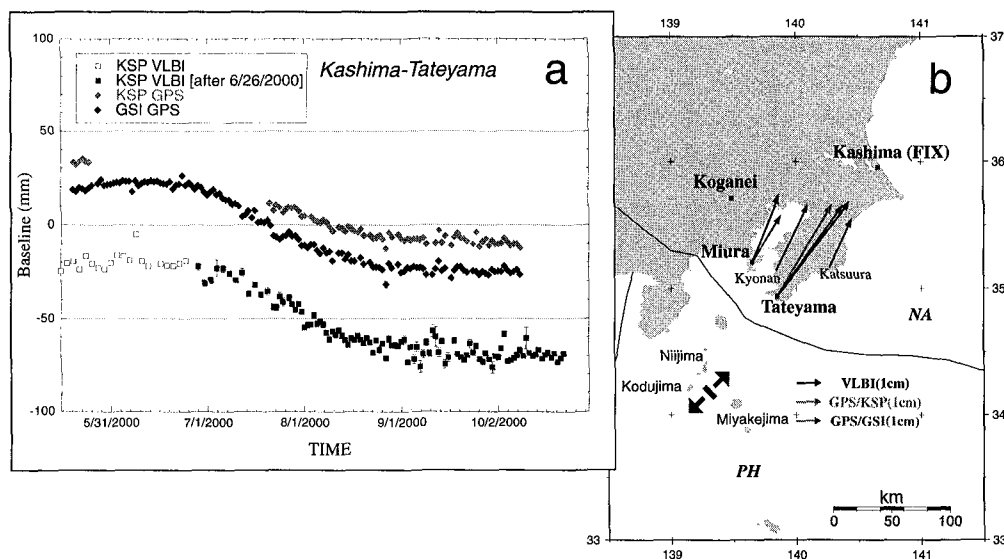 100
50
0
-50
-100
Baseline (mm)
KSP VLBI
KSP VLBI [after 6/26/2000]
KSP GPS
GSI GPS
Kashima-Tateyama
a
5/31/2000 7/1/2000 8/1/2000 9/1/2000 10/2/2000
TIME
139 140 141
37
36
35
34
33
b
Kashima (FIX)
Koganei
Miura
Kyonan
Katsuura
Tateyama
NA
Niijima
Kodujima
Miyakejima
VLBI(1cm)
GPS/KSP(1cm)
GPS/GSI(1cm)
PH
km
0 50 100
33
139 140 141